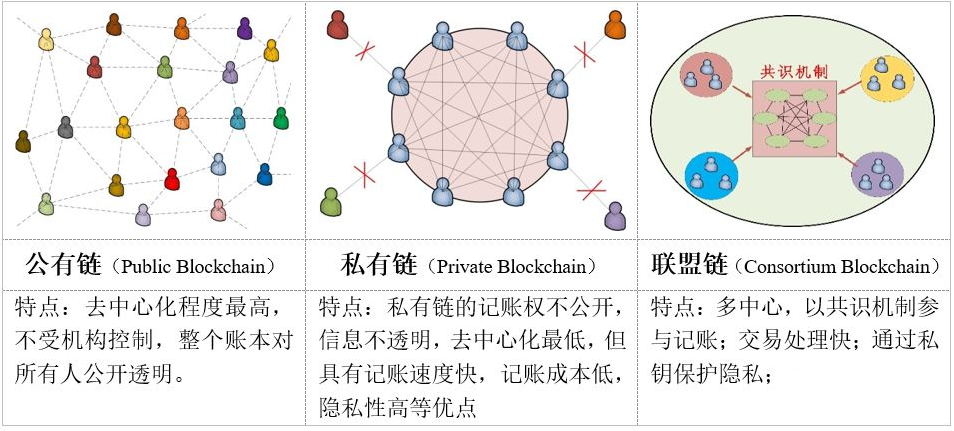 共识机制
公有链（Public Blockchain）
私有链（Private Blockchain）
联盟链（Consortium Blockchain）
特点：去中心化程度最高，
不受机构控制，整个账本对
所有人公开透明。
特点：私有链的记账权不公开，
信息不透明，去中心化最低，但
具有记账速度快，记账成本低，
隐私性高等优点
特点：多中心，以共识机制参
与记账；交易处理快；通过私
钥保护隐私；